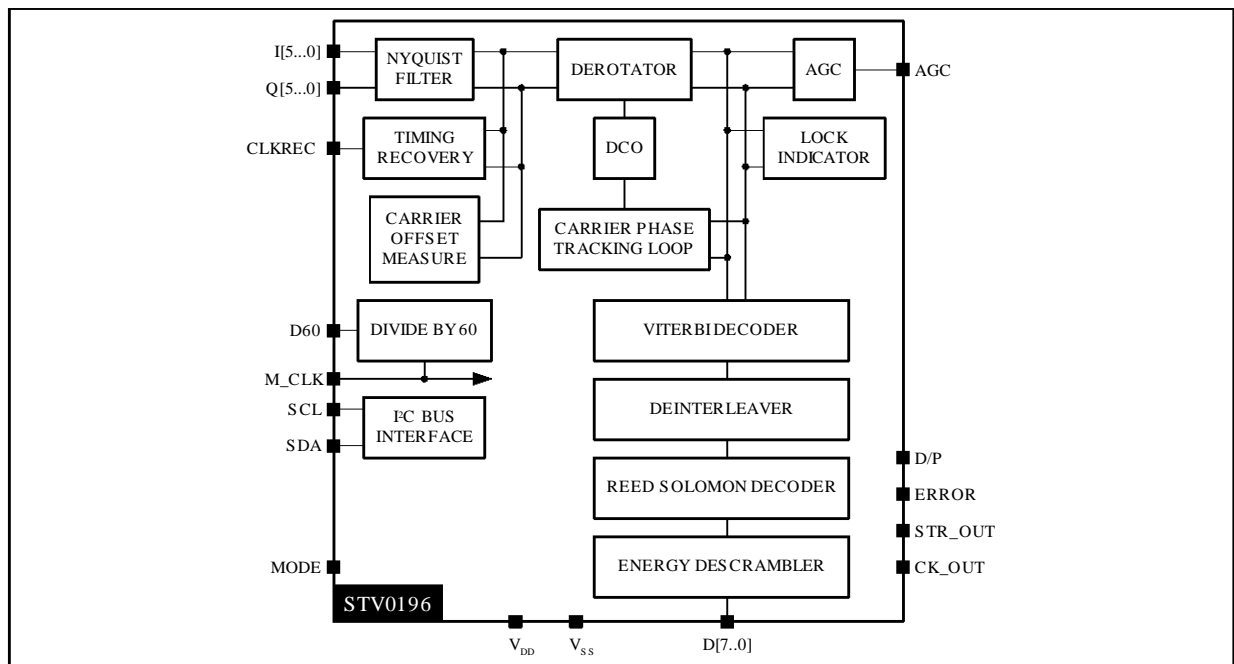 I[5...0]
Q[5...0]
CLKREC
D60
M_CLK
SCL
SDA
MODE
NYQUIST
FILTER
TIMING
RECOVERY
CARRIER
OFFSET
MEASURE
DIVIDE BY 60
I²C BUS
INTERFACE
DEROTATOR
DCO
CARRIER PHASE
TRACKING LOOP
AGC
LOCK
INDICATOR
VITERBI DECODER
DEINTERLEAVER
REED SOLOMON DECODER
ENERGY DESCRAMBLER
AGC
D/P
ERROR
STR_OUT
CK_OUT
STV0196
VDD
VSS
D[7..0]